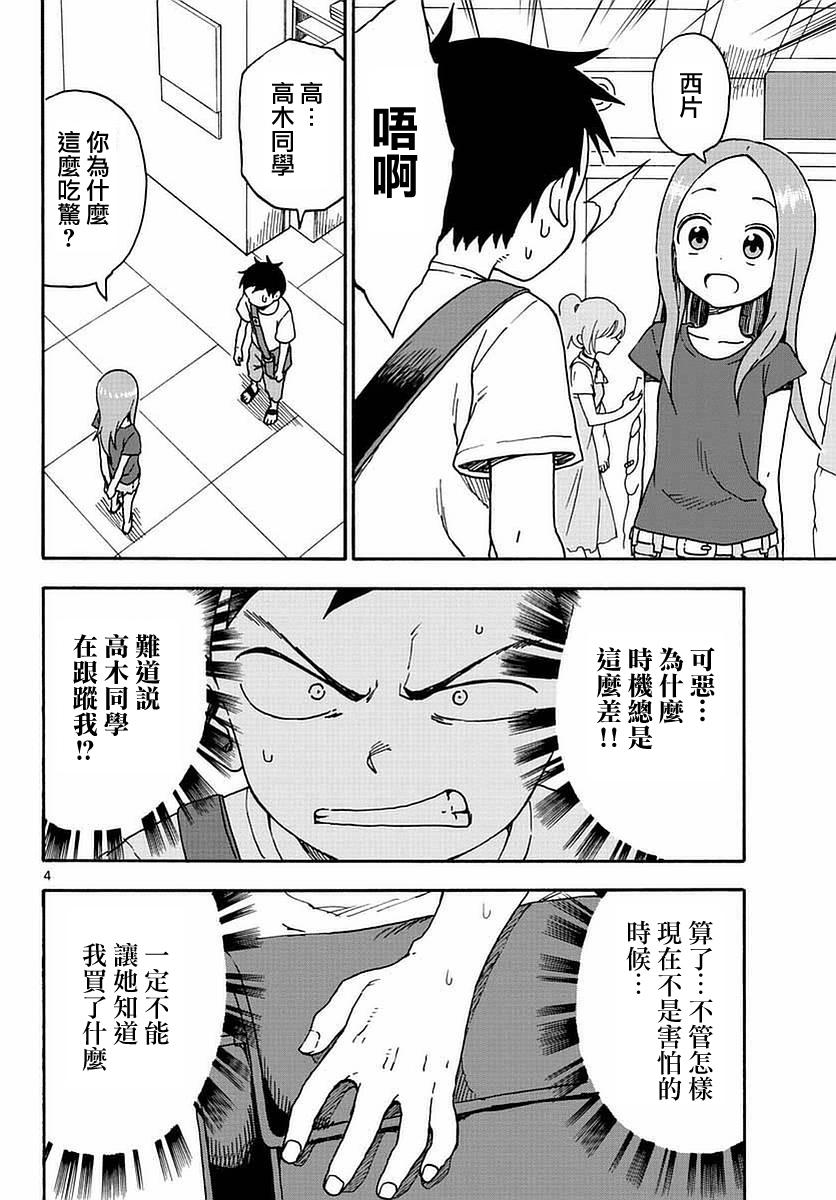 西片
唔啊
高…
高木同學
你為什麼
這麼吃驚?
可惡…
為什麼
時機總是
這麼差!!
難道説
高木同學
在跟蹤我!?
4
算了…不管怎樣
現在不是害怕的
時候…
一定不能
讓她知道
我買了什麼